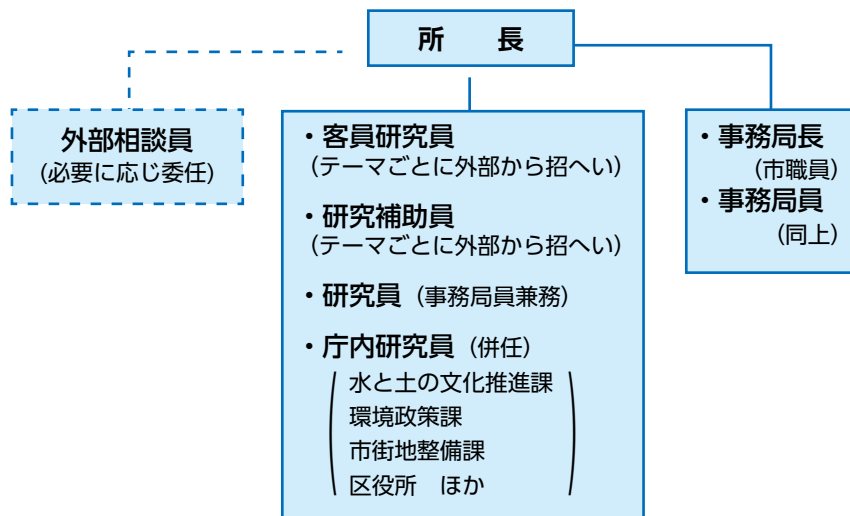 所　長
外部相談員
(必要に応じ委任)
・客員研究員
(テーマごとに外部から招へい)
・研究補助員
(テーマごとに外部から招へい)
・研究員（事務局員兼務）
・庁内研究員（併任）
水と土の文化推進課
環境政策課
市街地整備課
区役所　ほか
・事務局長
（市職員）
・事務局員
（同上）